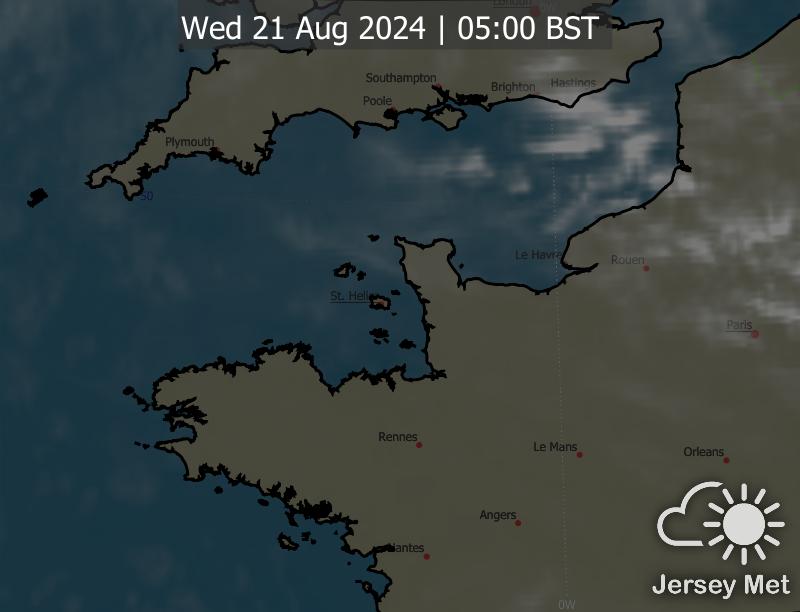 London
Wed 21 Aug 2024 | 05:00 BST
Southampton
Brighton
Hastings
Poole
Plymouth
50
Le Havre
Rouen
St. Helier
Paris
Rennes
Le Mans
Orleans
Angers
Nantes
Jersey Met
0W